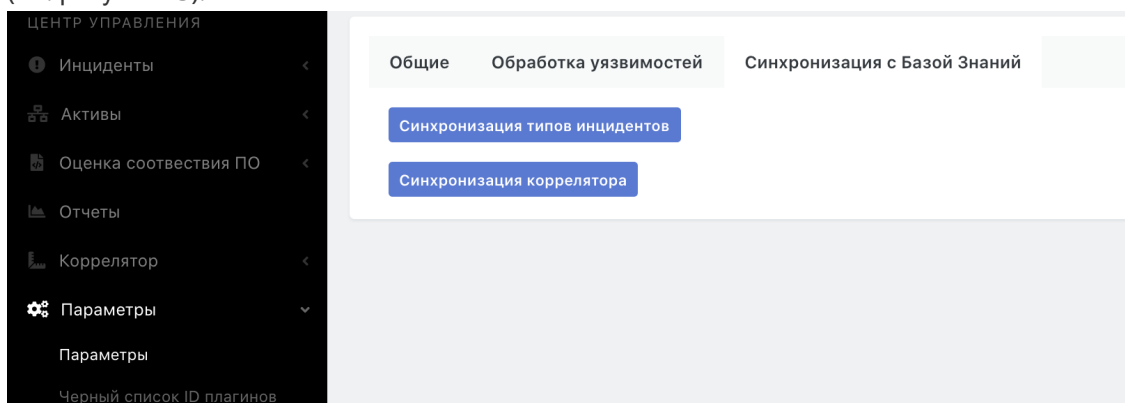 ЦЕНТР УПРАВЛЕНИЯ
Инциденты
Активы
Оценка соотвествия ПО
Отчеты
Коррелятор
Параметры
Параметры
Черный список ID плагинов
Общие Обработка уязвимостей Синхронизация с Базой Знаний
Синхронизация типов инцидентов
Синхронизация коррелятора